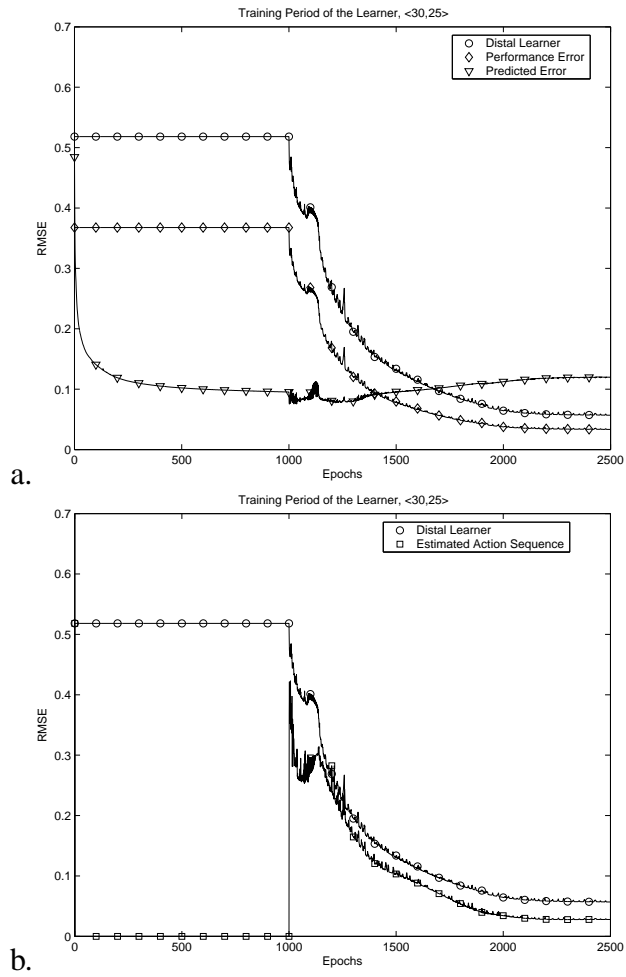 Training Period of the Learner, <30,25>
0.7
0.6
0.5
0.4
0.3
0.2
0.1
0
RMSE
Distal Learner
Performance Error
Predicted Error
0 500 1000 1500 2000 2500
Epochs
a.
Training Period of the Learner, <30,25>
0.7
0.6
0.5
0.4
0.3
0.2
0.1
0
RMSE
Distal Learner
Estimated Action Sequence
0 500 1000 1500 2000 2500
Epochs
b.